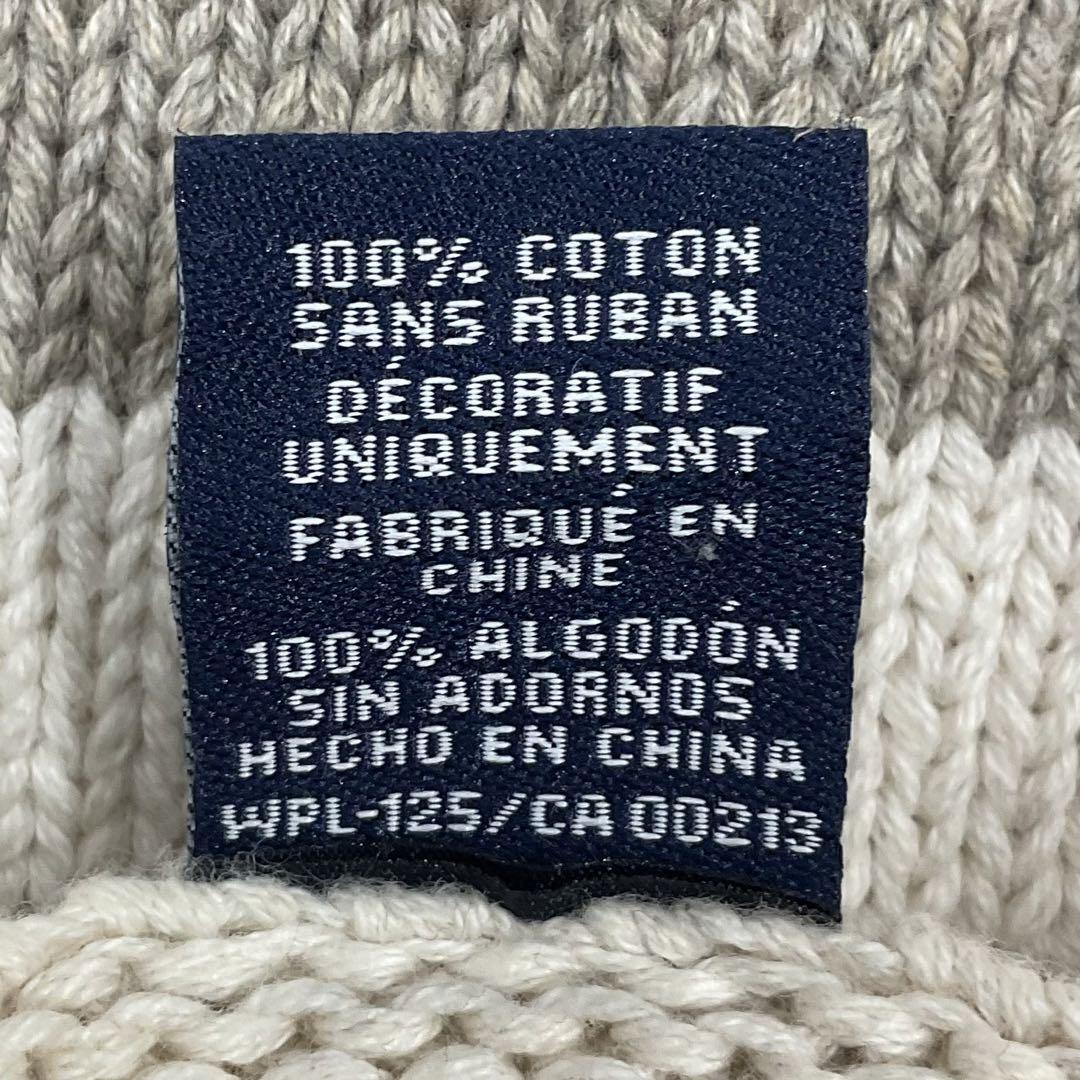 100% COTON
SANS RUBAN
DÉCORATIF
UNIQUEMENT
FABRIQUÉ EN
CHINE
100% ALGODÓN
SIN ADORNOS
HECHO EN CHINA
WPL-125/CA 00213